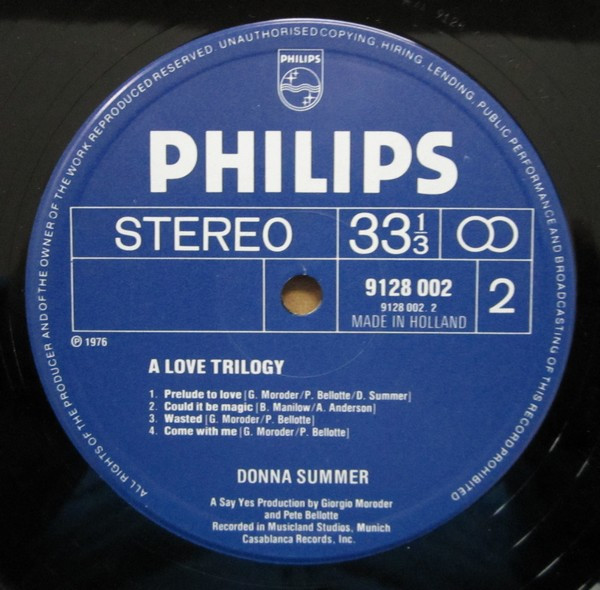 ALL RIGHTS OF THE PRODUCER AND OF THE OWNER OF THE WORK REPRODUCED RESERVED. UNAUTHORISED COPYING, HIRING, LENDING, PUBLIC PERFORMANCE AND BROADCASTING OF THIS RECORD PROHIBITED
PHILIPS
PHILIPS
STEREO 33 1/3
9128 002
9128 002. 2
MADE IN HOLLAND
2
℗ 1976
A LOVE TRILOGY
1. Prelude to love [G. Moroder/P. Bellotte/D. Summer]
2. Could it be magic [B. Manilow/A. Anderson]
3. Wasted [G. Moroder/P. Bellotte]
4. Come with me [G. Moroder/P. Bellotte]
DONNA SUMMER
A Say Yes Production by Giorgio Moroder
and Pete Bellotte
Recorded in Musicland Studios, Munich
Casablanca Records, Inc.